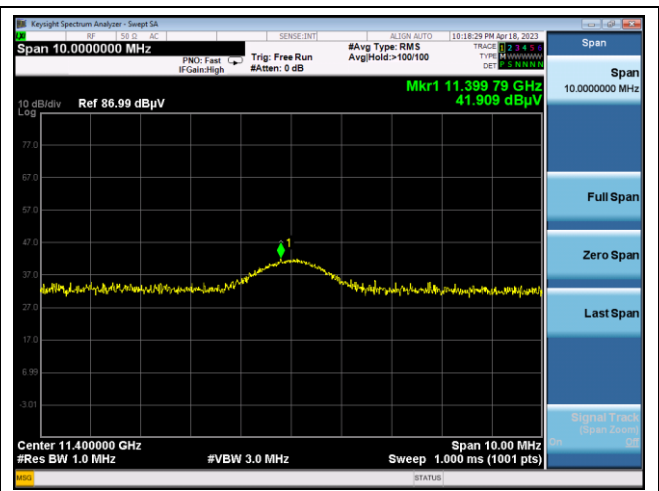 Keysight Spectrum Analyzer - Swept SA
RF 50 Ω AC SENSE:INT ALIGN AUTO 10:18:29 PM Apr 18, 2023
Span 10.0000000 MHz
PNO: Fast
IFGain:High
Trig: Free Run
#Atten: 0 dB
#Avg Type: RMS
Avg|Hold:>100/100
TRACE 1 2 3 4 5 6
TYPE M W W W W W
DET P S N N N N
Mkr1 11.399 79 GHz
41.909 dBµV
10 dB/div Ref 86.99 dBµV
Log
77.0
67.0
57.0
47.0
37.0
27.0
17.0
6.99
-3.01
1
Center 11.400000 GHz Span 10.00 MHz
#Res BW 1.0 MHz #VBW 3.0 MHz Sweep 1.000 ms (1001 pts)
MSG STATUS
Span
Span
10.0000000 MHz
Full Span
Zero Span
Last Span
Signal Track
(Span Zoom)
On Off